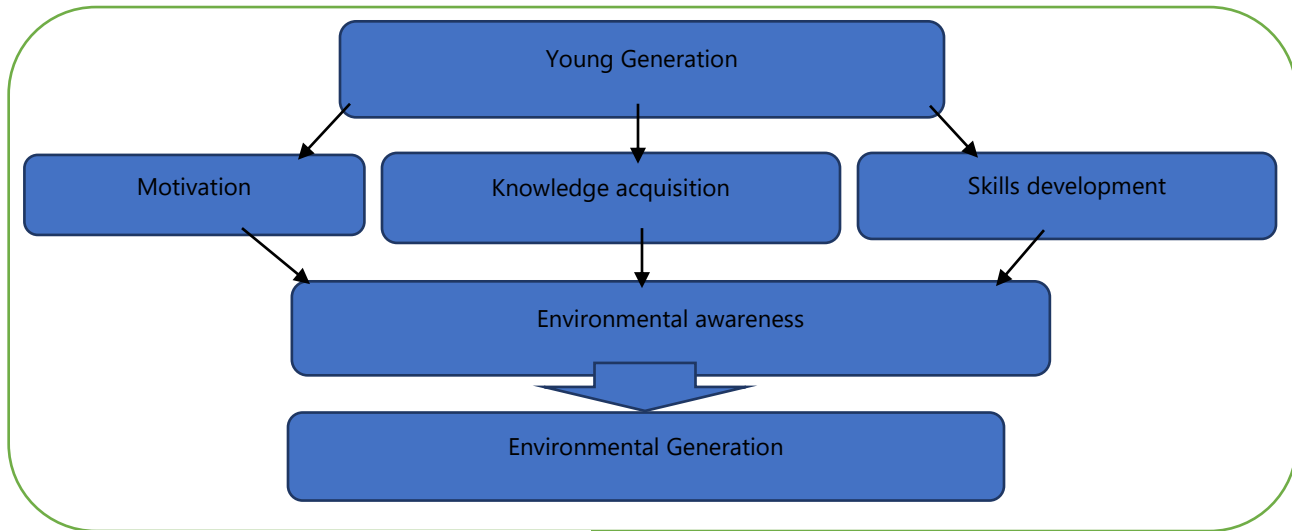 Young Generation
Motivation
Knowledge acquisition
Skills development
Environmental awareness
Environmental Generation